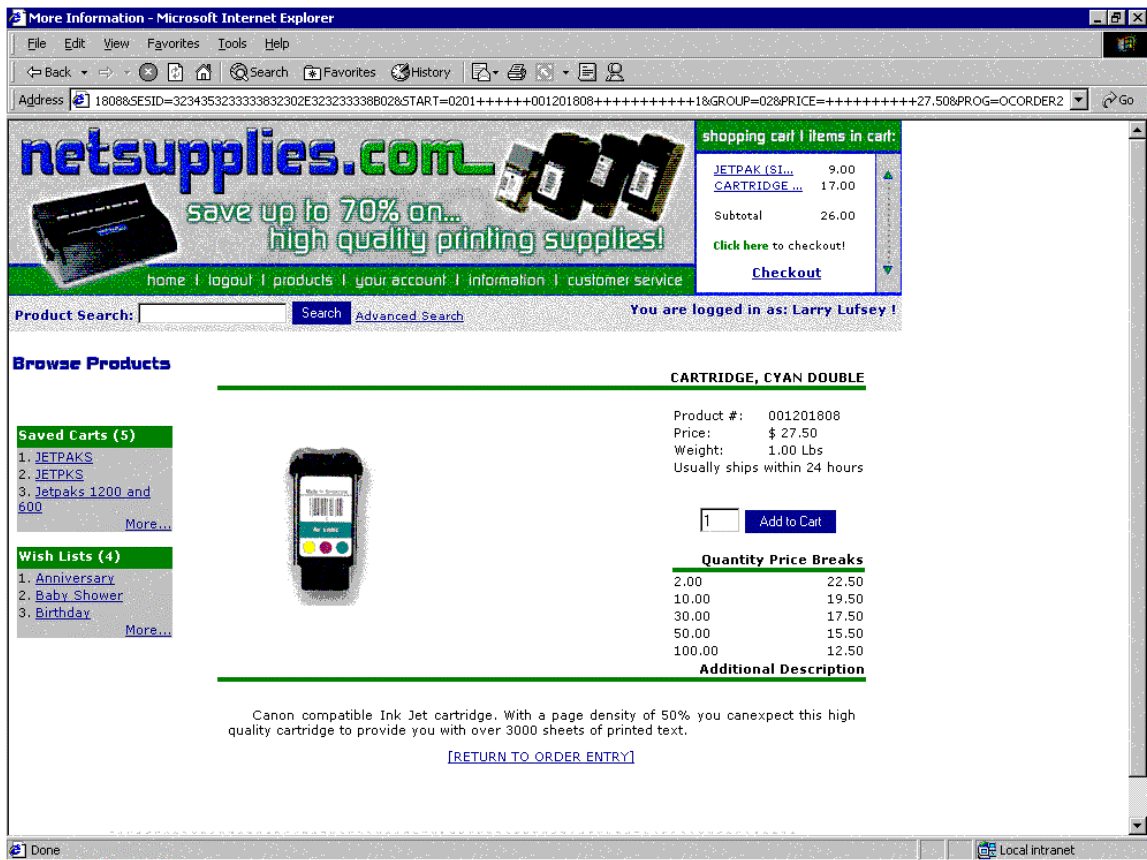 More Information - Microsoft Internet Explorer
File Edit View Favorites Tools Help
Back Search Favorites History
Address 1808&SESID=3234353233333832302E323233338B02&START=0201++++++001201808+++++++++++1&GROUP=02&PRICE=++++++++++27.50&PROG=OCORDER2 Go
netsupplies.com
save up to 70% on...
high quality printing supplies!
home | logout | products | your account | information | customer service
shopping cart | items in cart:
JETPAK (SI... 9.00
CARTRIDGE ... 17.00
Subtotal 26.00
Click here to checkout!
Checkout
Product Search: Search Advanced Search
You are logged in as: Larry Lufsey !
Browse Products
Saved Carts (5)
1. JETPAKS
2. JETPKS
3. Jetpaks 1200 and
600
More...
Wish Lists (4)
1. Anniversary
2. Baby Shower
3. Birthday
More...
CARTRIDGE, CYAN DOUBLE
Product #: 001201808
Price: $ 27.50
Weight: 1.00 Lbs
Usually ships within 24 hours
1 Add to Cart
Quantity Price Breaks
2.00 22.50
10.00 19.50
30.00 17.50
50.00 15.50
100.00 12.50
Additional Description
Canon compatible Ink Jet cartridge. With a page density of 50% you canexpect this high
quality cartridge to provide you with over 3000 sheets of printed text.
[RETURN TO ORDER ENTRY]
Done Local intranet